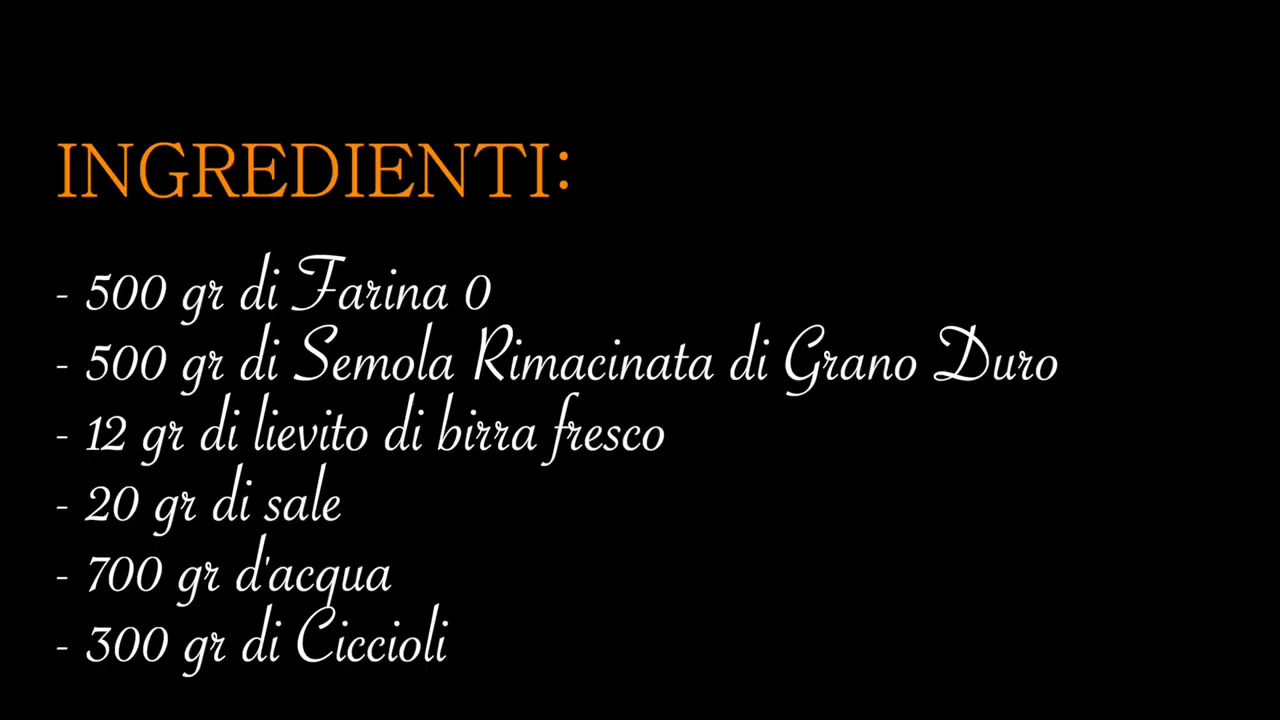 INGREDIENTI:
- 500 gr di Farina 0
- 500 gr di Semola Rimacinata di Grano Duro
- 12 gr di lievito di birra fresco
- 20 gr di sale
- 700 gr d'acqua
- 300 gr di Ciccioli